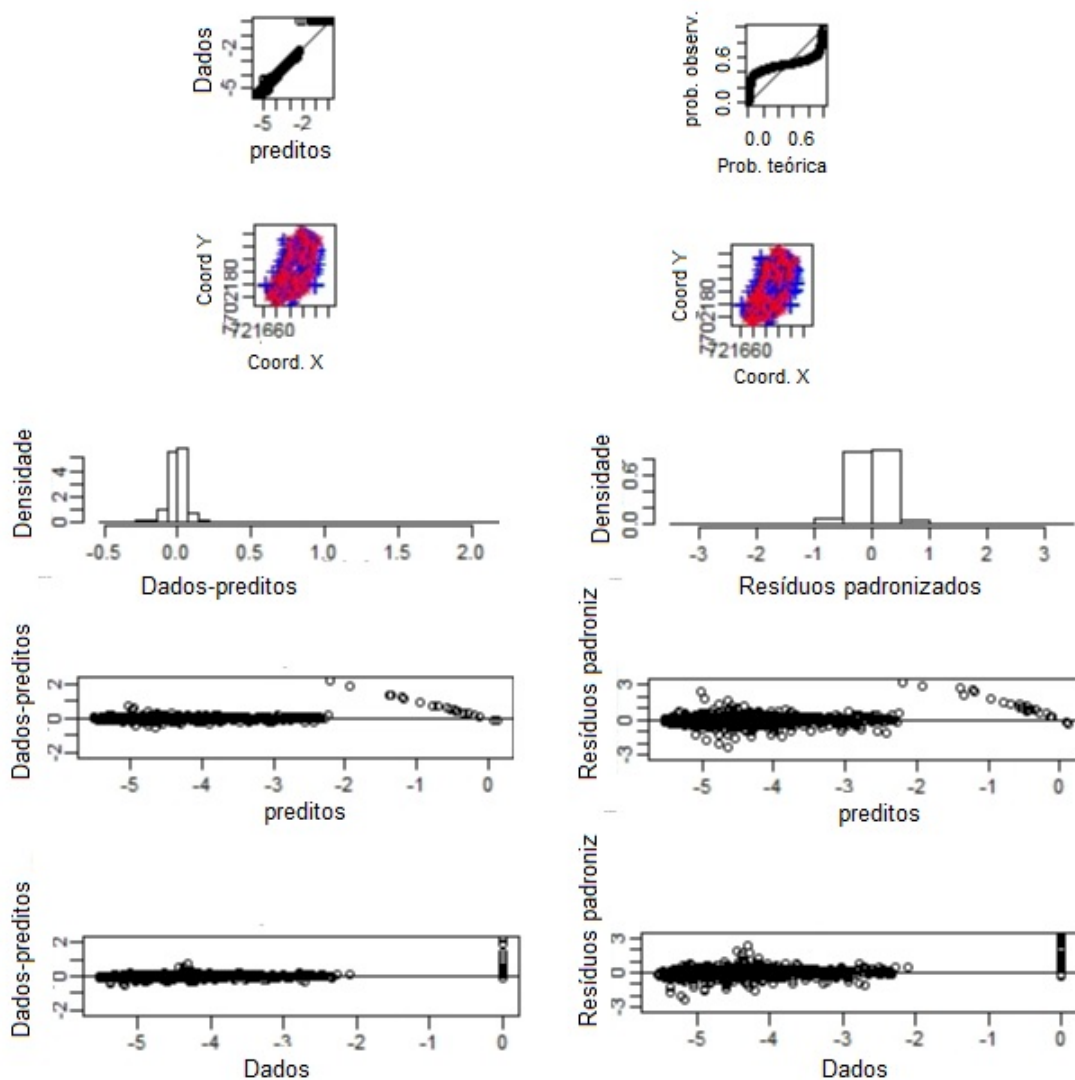 Dados
-5 -2
-5 -2
preditos
prob. observ.
0.0 0.6
0.0 0.6
Prob. teórica
Coord Y
7702180
721660
Coord. X
Coord Y
7702180
721660
Coord. X
Densidade
0 2 4
-0.5 0.0 0.5 1.0 1.5 2.0
Dados-preditos
Densidade
0.0 0.6
-3 -2 -1 0 1 2 3
Resíduos padronizados
Dados-preditos
-2 0 2
-5 -4 -3 -2 -1 0
preditos
Resíduos padroniz
-3 0 3
-5 -4 -3 -2 -1 0
preditos
Dados-preditos
-2 0 2
-5 -4 -3 -2 -1 0
Dados
Resíduos padroniz
-3 0 3
-5 -4 -3 -2 -1 0
Dados